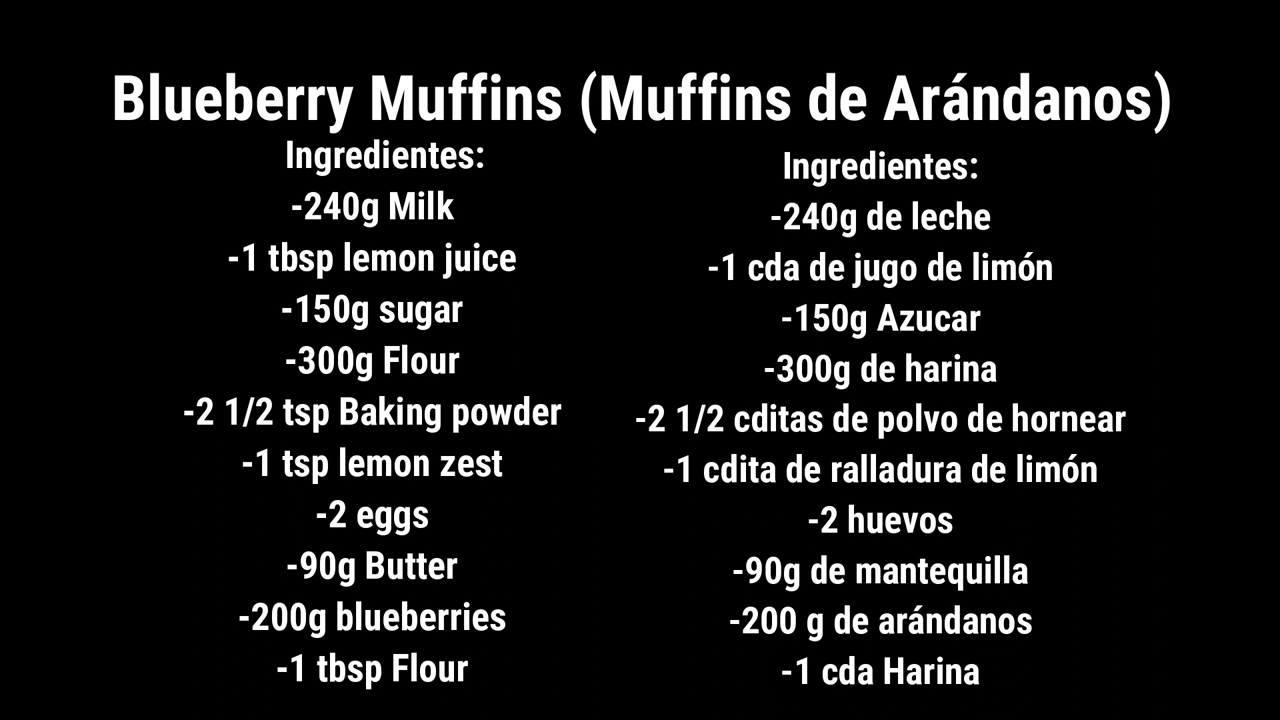 Blueberry Muffins (Muffins de Arándanos)
Ingredientes:
-240g Milk
-1 tbsp lemon juice
-150g sugar
-300g Flour
-2 1/2 tsp Baking powder
-1 tsp lemon zest
-2 eggs
-90g Butter
-200g blueberries
-1 tbsp Flour
Ingredientes:
-240g de leche
-1 cda de jugo de limón
-150g Azucar
-300g de harina
-2 1/2 cditas de polvo de hornear
-1 cdita de ralladura de limón
-2 huevos
-90g de mantequilla
-200 g de arándanos
-1 cda Harina